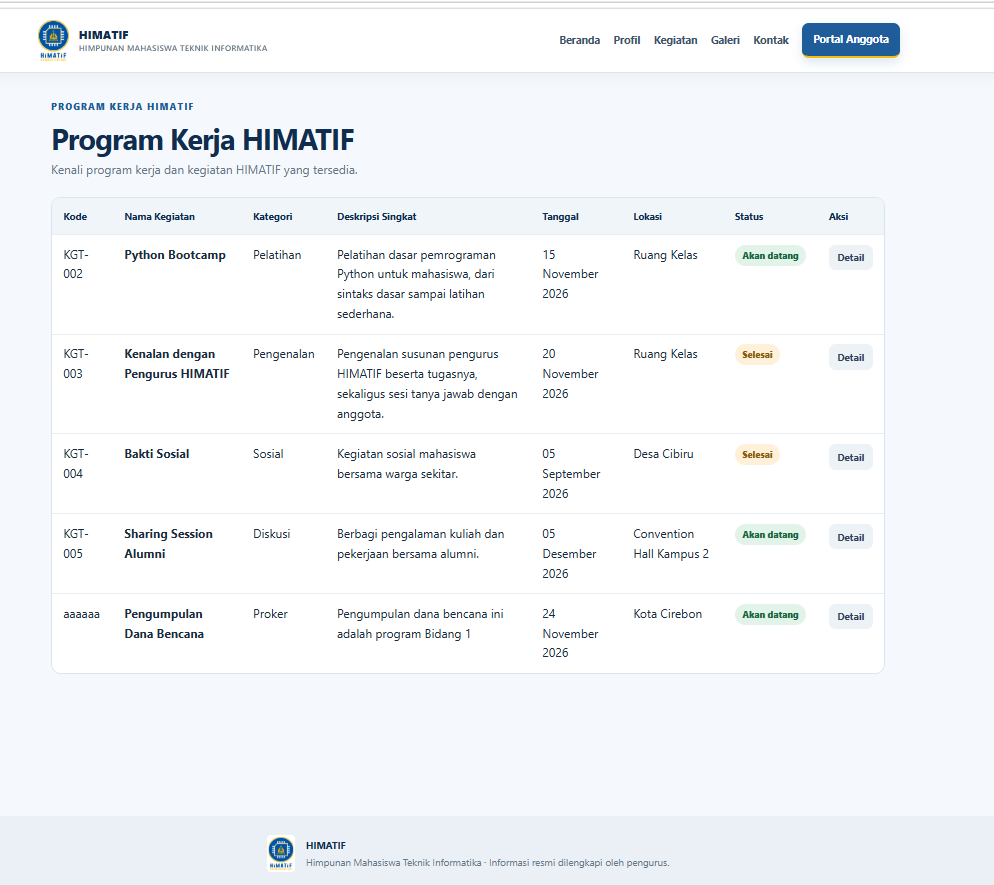 HIMATIF
HIMPUNAN MAHASISWA TEKNIK INFORMATIKA
HIMATIF
Beranda Profil Kegiatan Galeri Kontak Portal Anggota
PROGRAM KERJA HIMATIF
Program Kerja HIMATIF
Kenali program kerja dan kegiatan HIMATIF yang tersedia.
Kode Nama Kegiatan Kategori Deskripsi Singkat Tanggal Lokasi Status Aksi
KGT- Python Bootcamp Pelatihan Pelatihan dasar pemrograman 15 Ruang Kelas Akan datang Detail
002 Python untuk mahasiswa, dari November
sintaks dasar sampai latihan 2026
sederhana.
KGT- Kenalan dengan Pengenalan Pengenalan susunan pengurus 20 Ruang Kelas Selesai Detail
003 Pengurus HIMATIF HIMATIF beserta tugasnya, November
sekaligus sesi tanya jawab dengan 2026
anggota.
KGT- Bakti Sosial Sosial Kegiatan sosial mahasiswa 05 Desa Cibiru Selesai Detail
004 bersama warga sekitar. September
2026
KGT- Sharing Session Diskusi Berbagi pengalaman kuliah dan 05 Convention Akan datang Detail
005 Alumni pekerjaan bersama alumni. Desember Hall Kampus 2
2026
aaaaaa Pengumpulan Proker Pengumpulan dana bencana ini 24 Kota Cirebon Akan datang Detail
Dana Bencana adalah program Bidang 1 November
2026
HIMATIF
HIMATIF
Himpunan Mahasiswa Teknik Informatika · Informasi resmi dilengkapi oleh pengurus.